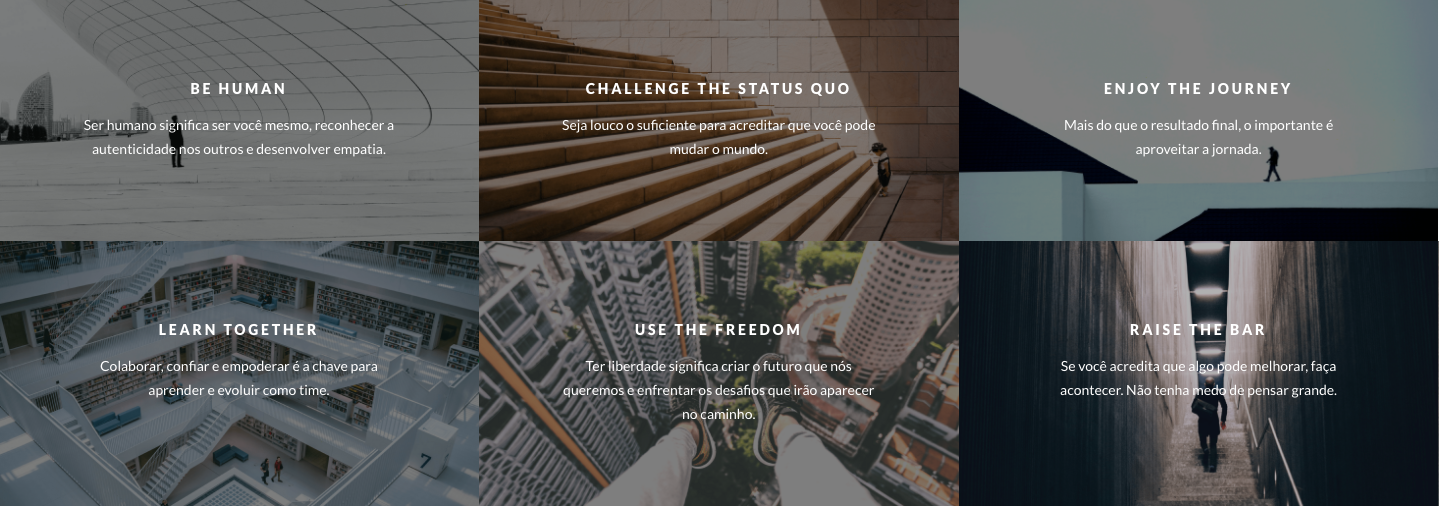 BE HUMAN
Ser humano significa ser você mesmo, reconhecer a
autenticidade nos outros e desenvolver empatia.
CHALLENGE THE STATUS QUO
Seja louco o suficiente para acreditar que você pode
mudar o mundo.
ENJOY THE JOURNEY
Mais do que o resultado final, o importante é
aproveitar a jornada.
LEARN TOGETHER
Colaborar, confiar e empoderar é a chave para
aprender e evoluir como time.
7
USE THE FREEDOM
Ter liberdade significa criar o futuro que nós
queremos e enfrentar os desafios que irão aparecer
no caminho.
RAISE THE BAR
Se você acredita que algo pode melhorar, faça
acontecer. Não tenha medo de pensar grande.